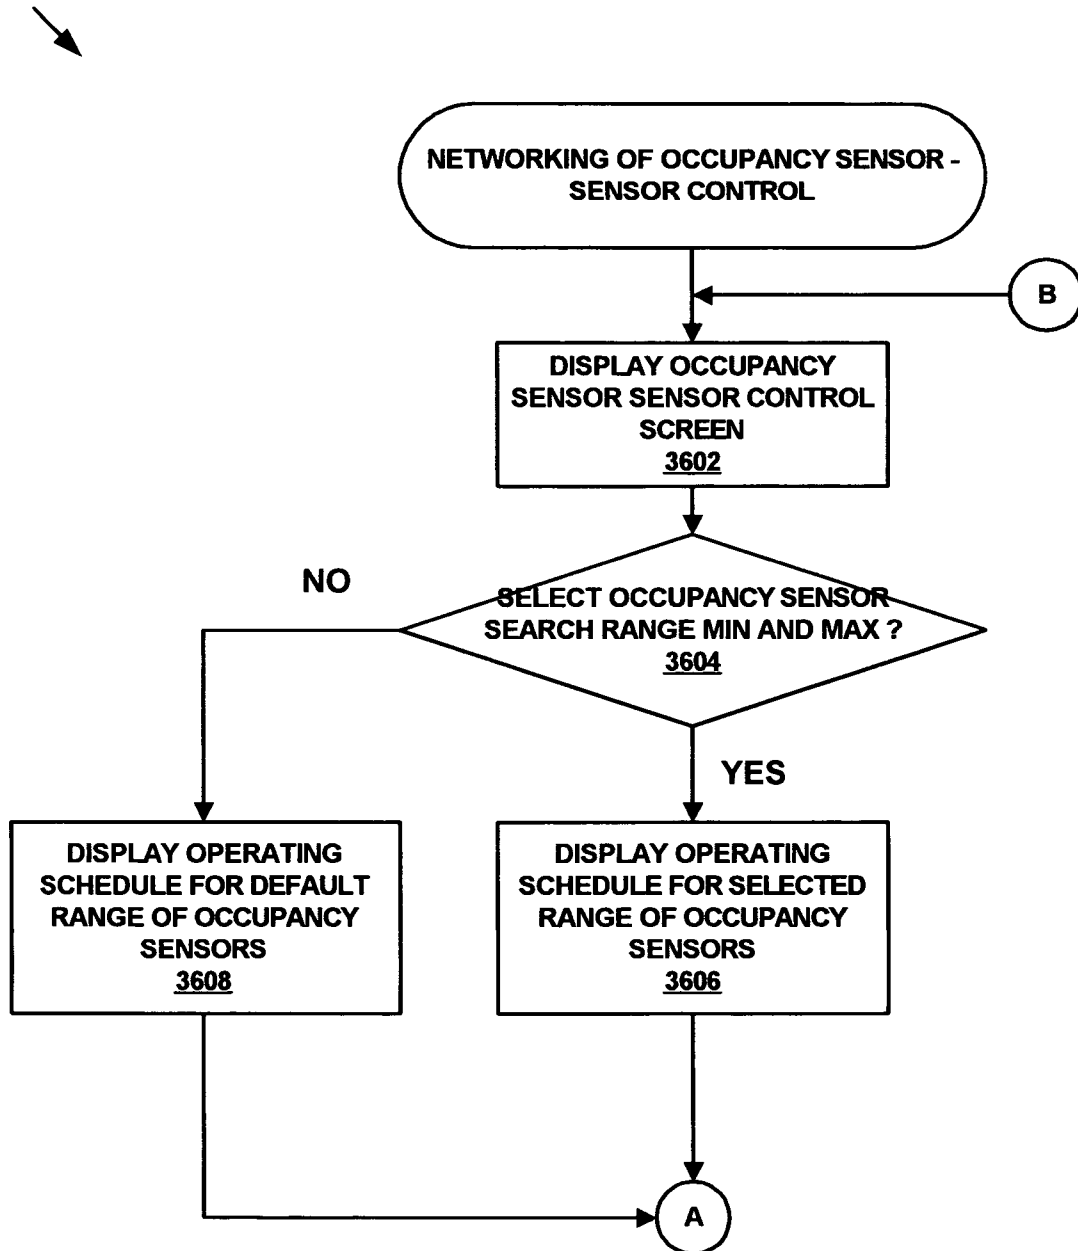 NETWORKING OF OCCUPANCY SENSOR -
SENSOR CONTROL
B
DISPLAY OCCUPANCY
SENSOR SENSOR CONTROL
SCREEN
3602
NO
SELECT OCCUPANCY SENSOR
SEARCH RANGE MIN AND MAX ?
3604
YES
DISPLAY OPERATING
SCHEDULE FOR DEFAULT
RANGE OF OCCUPANCY
SENSORS
3608
DISPLAY OPERATING
SCHEDULE FOR SELECTED
RANGE OF OCCUPANCY
SENSORS
3606
A